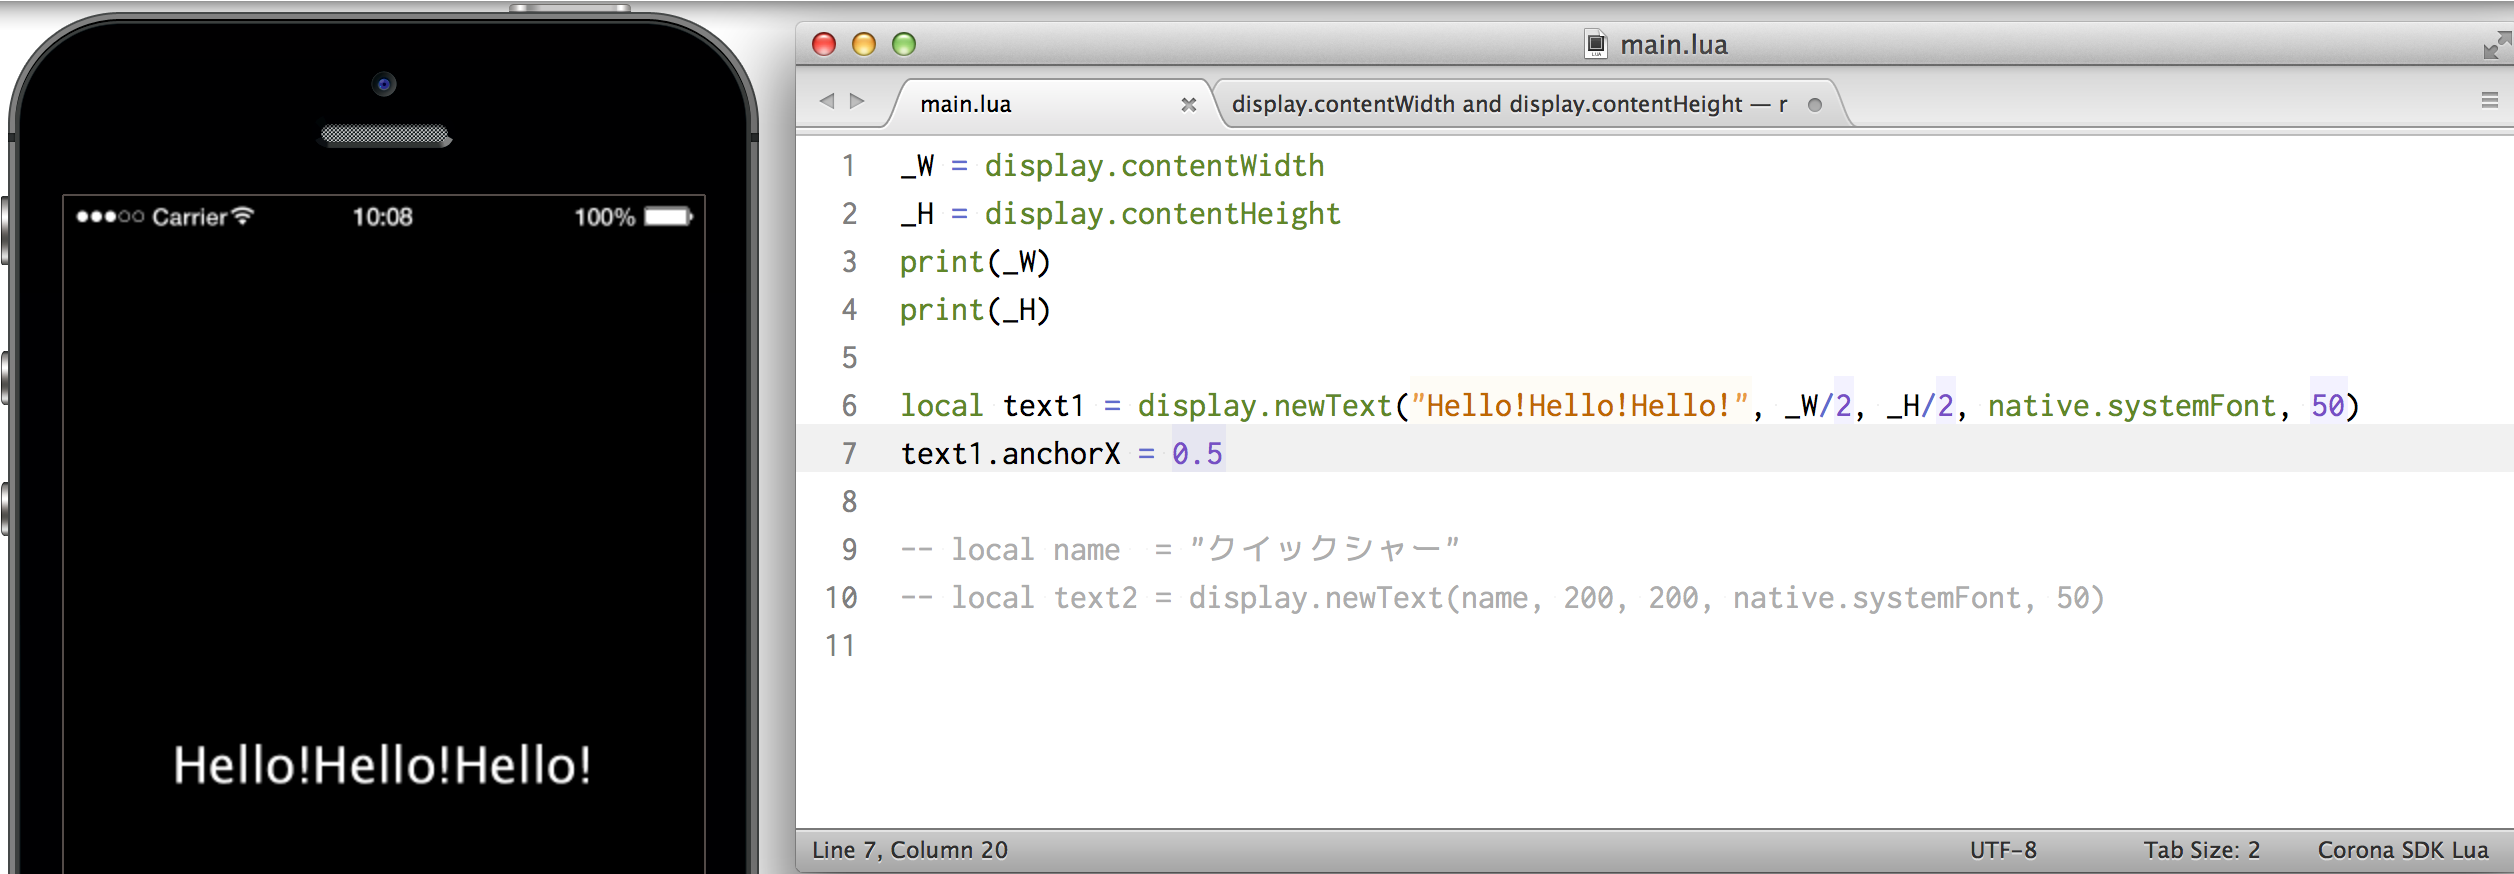 Carrier 10:08 100%
Hello!Hello!Hello!
main.lua
main.lua display.contentWidth and display.contentHeight — r
1 _W = display.contentWidth
2 _H = display.contentHeight
3 print(_W)
4 print(_H)
5
6 local text1 = display.newText("Hello!Hello!Hello!", _W/2, _H/2, native.systemFont, 50)
7 text1.anchorX = 0.5
8
9 -- local name  = "クイックシャー"
10 -- local text2 = display.newText(name, 200, 200, native.systemFont, 50)
11
Line 7, Column 20 UTF-8 Tab Size: 2 Corona SDK Lua